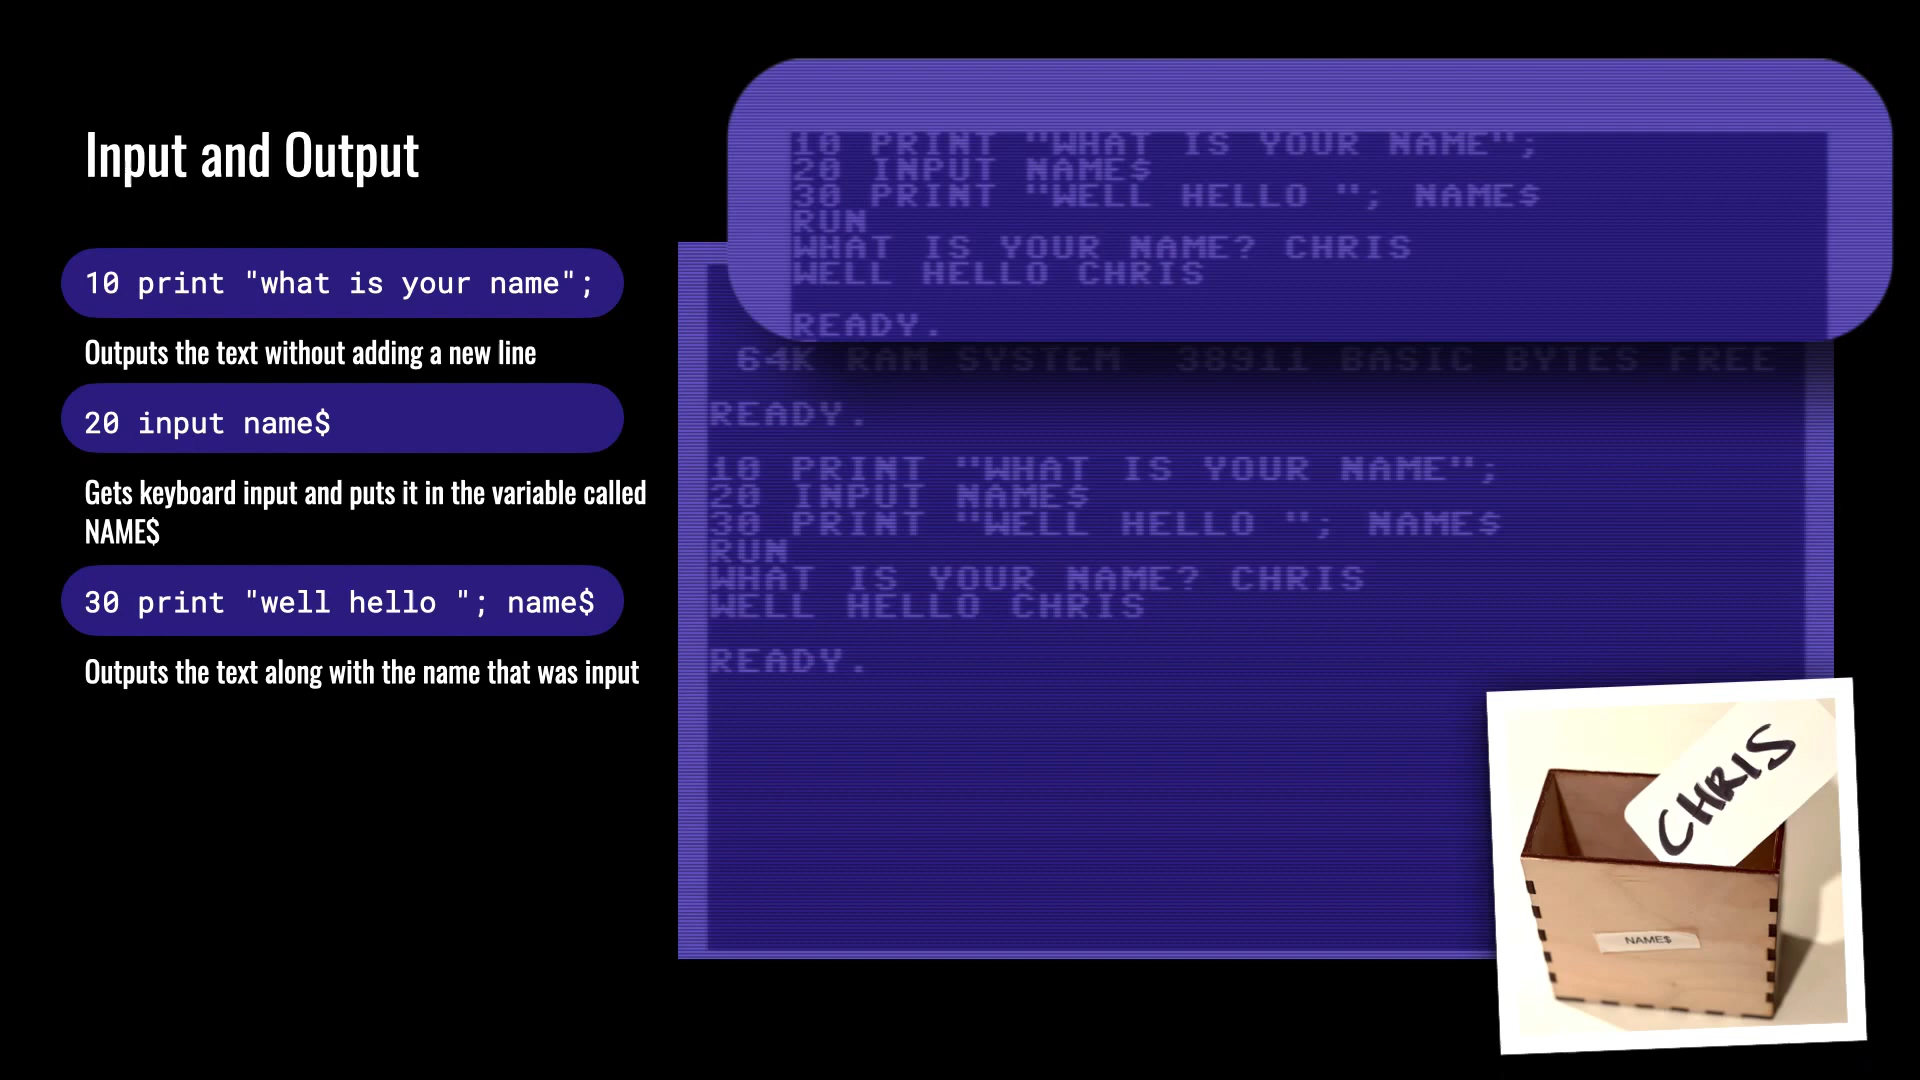 Input and Output
10 print "what is your name";
Outputs the text without adding a new line
20 input name$
Gets keyboard input and puts it in the variable called
NAME$
30 print "well hello "; name$
Outputs the text along with the name that was input
10 PRINT "WHAT IS YOUR NAME";
20 INPUT NAME$
30 PRINT "WELL HELLO "; NAME$
RUN
WHAT IS YOUR NAME? CHRIS
WELL HELLO CHRIS
READY.
64K RAM SYSTEM 38911 BASIC BYTES FREE
READY.
10 PRINT "WHAT IS YOUR NAME";
20 INPUT NAME$
30 PRINT "WELL HELLO "; NAME$
RUN
WHAT IS YOUR NAME? CHRIS
WELL HELLO CHRIS
READY.
CHRIS
NAME$